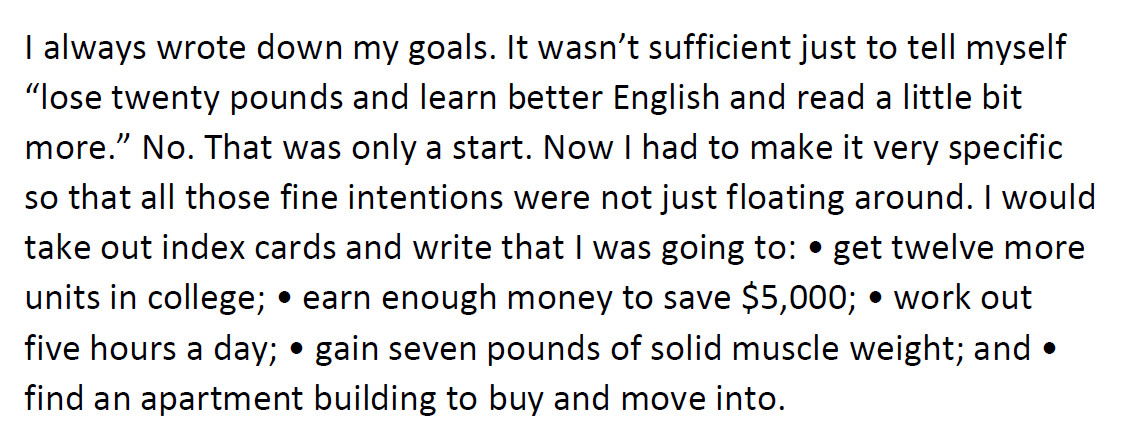 I always wrote down my goals. It wasn’t sufficient just to tell myself
“lose twenty pounds and learn better English and read a little bit
more.” No. That was only a start. Now I had to make it very specific
so that all those fine intentions were not just floating around. I would
take out index cards and write that I was going to: • get twelve more
units in college; • earn enough money to save $5,000; • work out
five hours a day; • gain seven pounds of solid muscle weight; and •
find an apartment building to buy and move into.